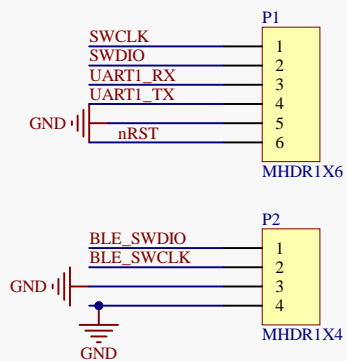 P1
SWCLK 1
SWDIO 2
UART1_RX 3
UART1_TX 4
GND 5
nRST 6
MHDR1X6
P2
BLE_SWDIO 1
BLE_SWCLK 2
GND 3
4
MHDR1X4
GND